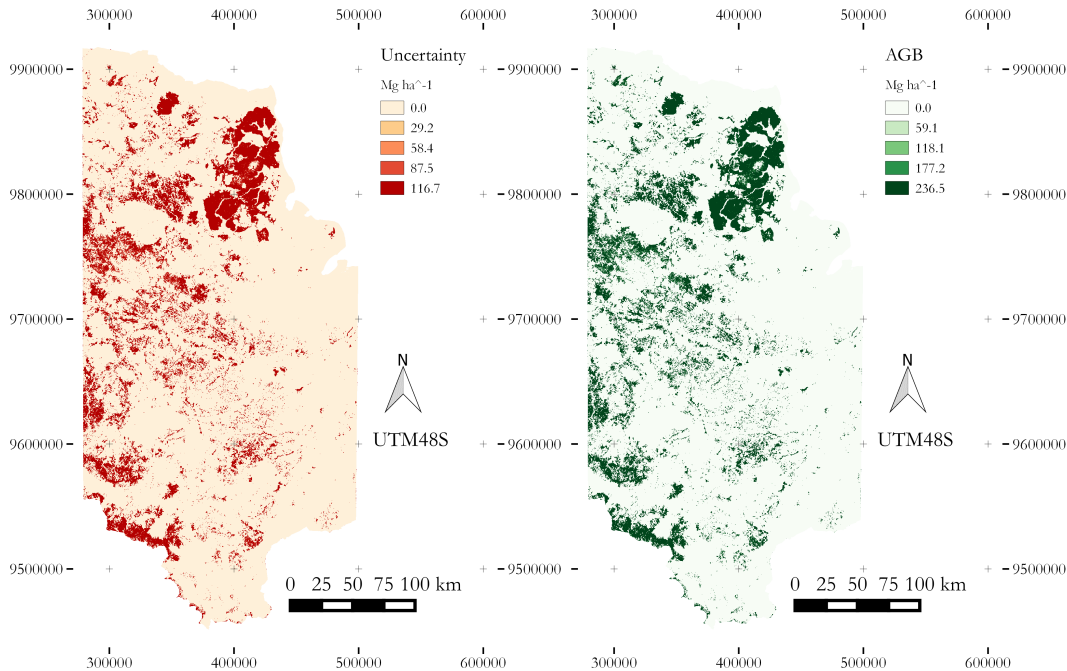 300000 400000 500000 600000 300000 400000 500000 600000
Uncertainty
Mg ha^-1
0.0
29.2
58.4
87.5
116.7
AGB
Mg ha^-1
0.0
59.1
118.1
177.2
236.5
9900000 9900000 9900000
9800000 9800000 9800000
9700000 9700000 9700000
9600000 9600000 9600000
9500000 9500000 9500000
N
UTM48S
N
UTM48S
0 25 50 75 100 km
0 25 50 75 100 km
300000 400000 500000 600000 300000 400000 500000 600000